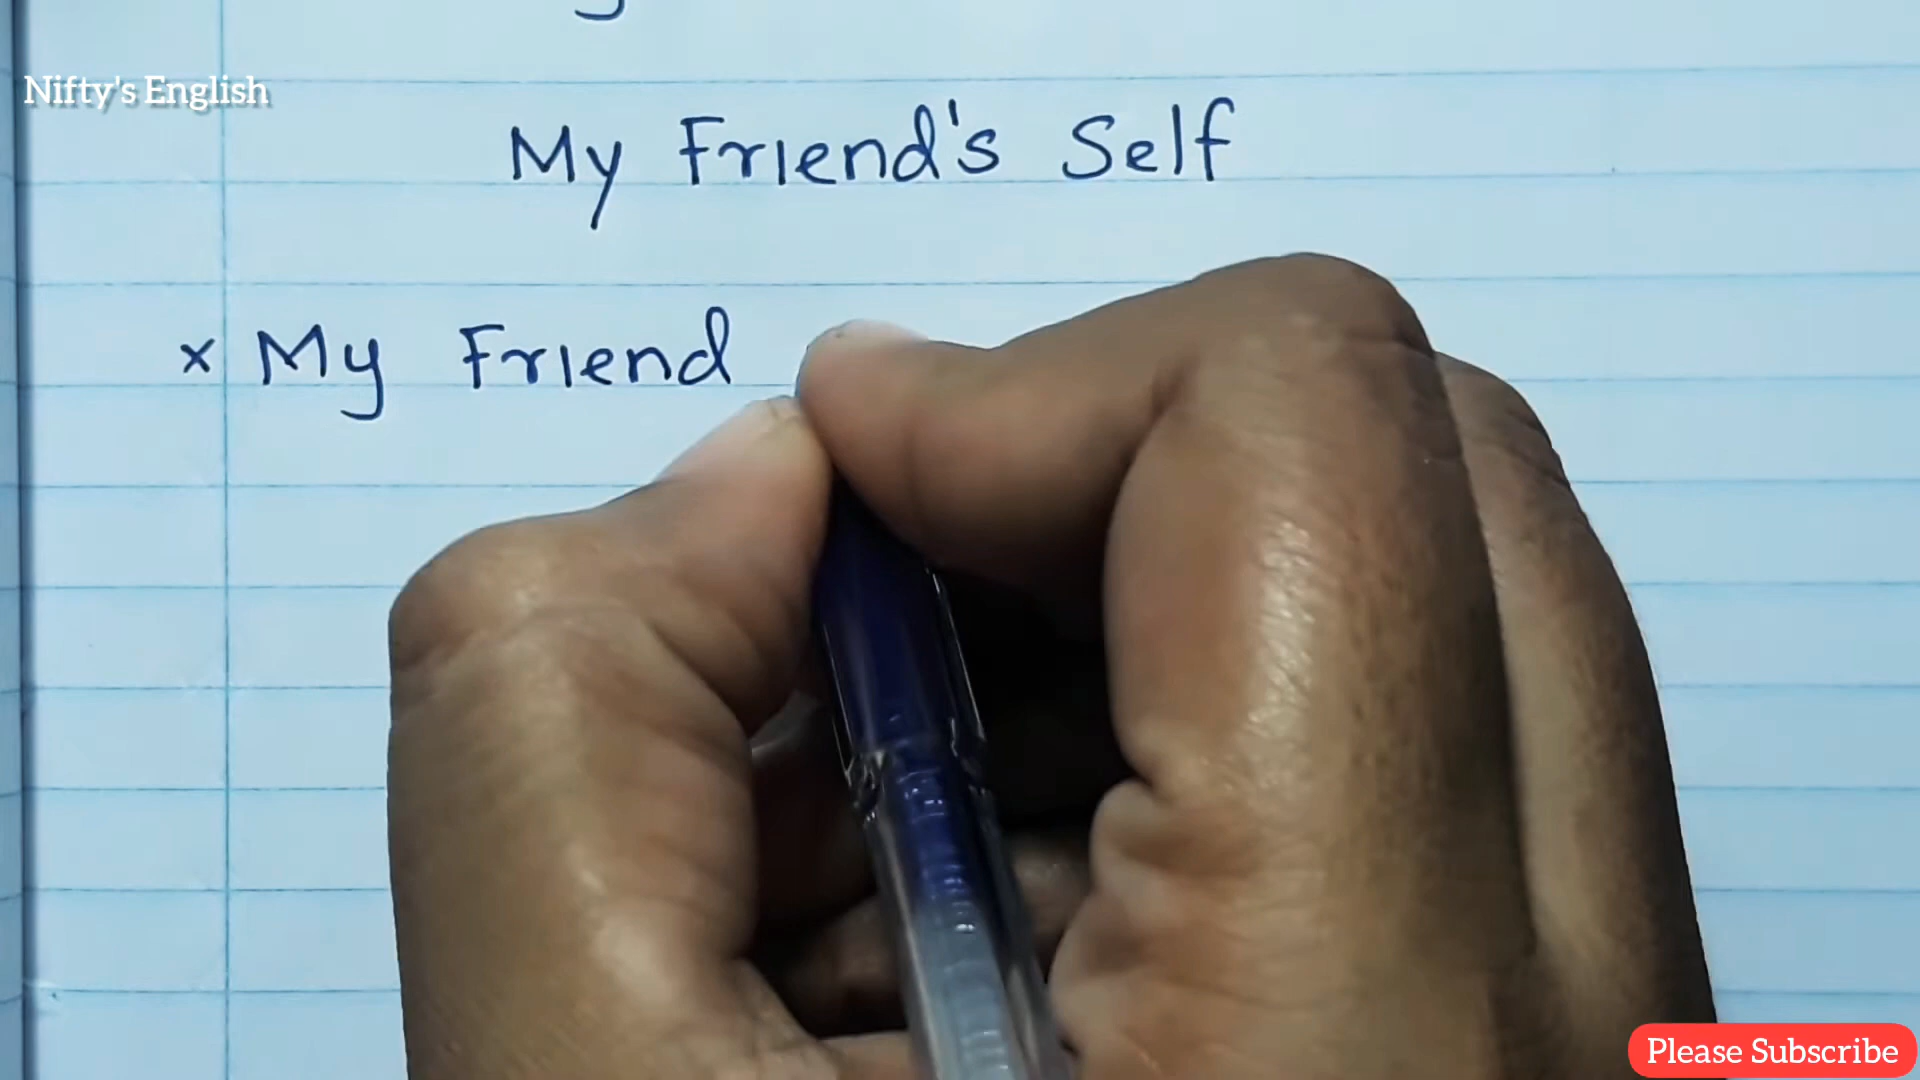 Nifty's English
My Friend's Self
x My Friend
Please Subscribe